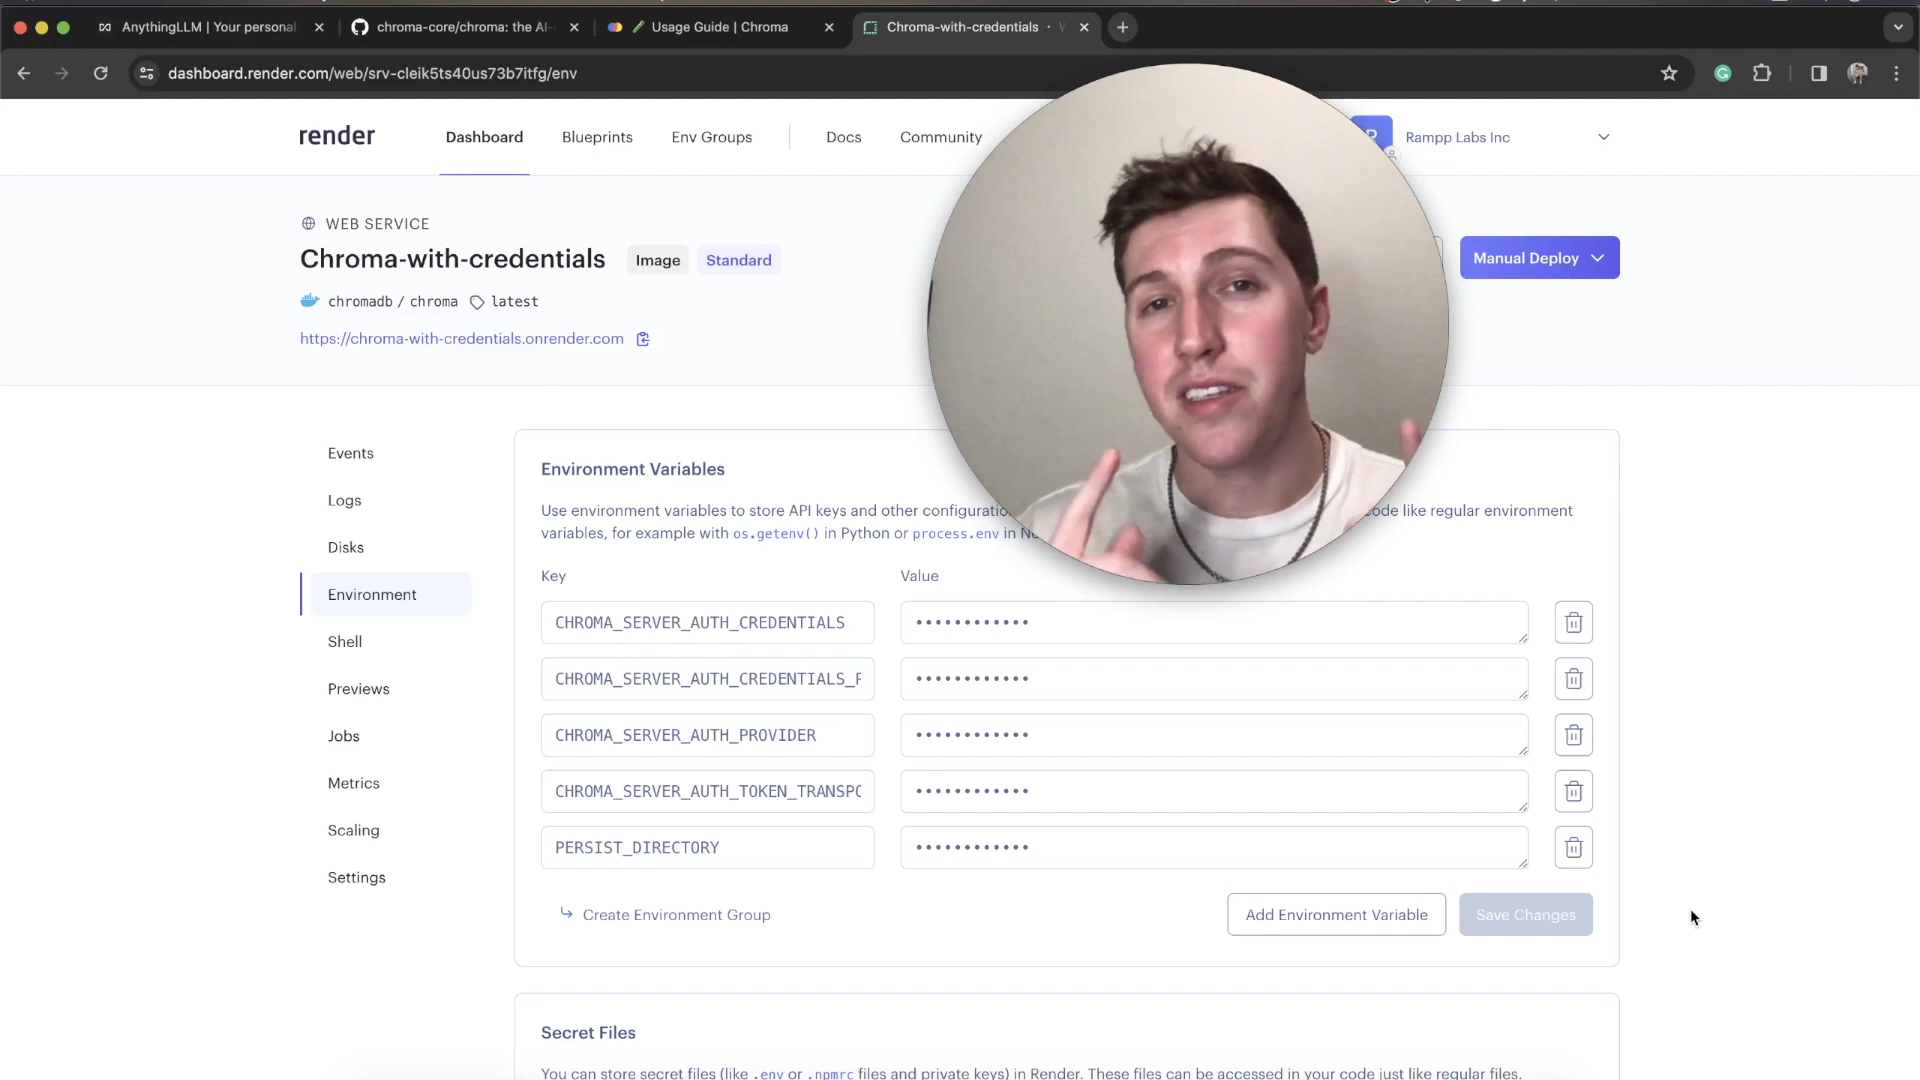 AnythingLLM | Your personal
chroma-core/chroma: the AI-
Usage Guide | Chroma
Chroma-with-credentials ·
dashboard.render.com/web/srv-cleik5ts40us73b7itfg/env
render
Dashboard
Blueprints
Env Groups
Docs
Community
Rampp Labs Inc
WEB SERVICE
Chroma-with-credentials
Image
Standard
Manual Deploy
chromadb / chroma
latest
https://chroma-with-credentials.onrender.com
Events
Logs
Disks
Environment
Shell
Previews
Jobs
Metrics
Scaling
Settings
Environment Variables
Use environment variables to store API keys and other configuratio code like regular environment
variables, for example with os.getenv() in Python or process.env in
Key
Value
CHROMA_SERVER_AUTH_CREDENTIALS
••••••••••••
CHROMA_SERVER_AUTH_CREDENTIALS_P
••••••••••••
CHROMA_SERVER_AUTH_PROVIDER
••••••••••••
CHROMA_SERVER_AUTH_TOKEN_TRANSPO
••••••••••••
PERSIST_DIRECTORY
••••••••••••
Create Environment Group
Add Environment Variable
Save Changes
Secret Files
You can store secret files (like .env or .npmrc files and private keys) in Render. These files can be accessed in your code just like regular files.